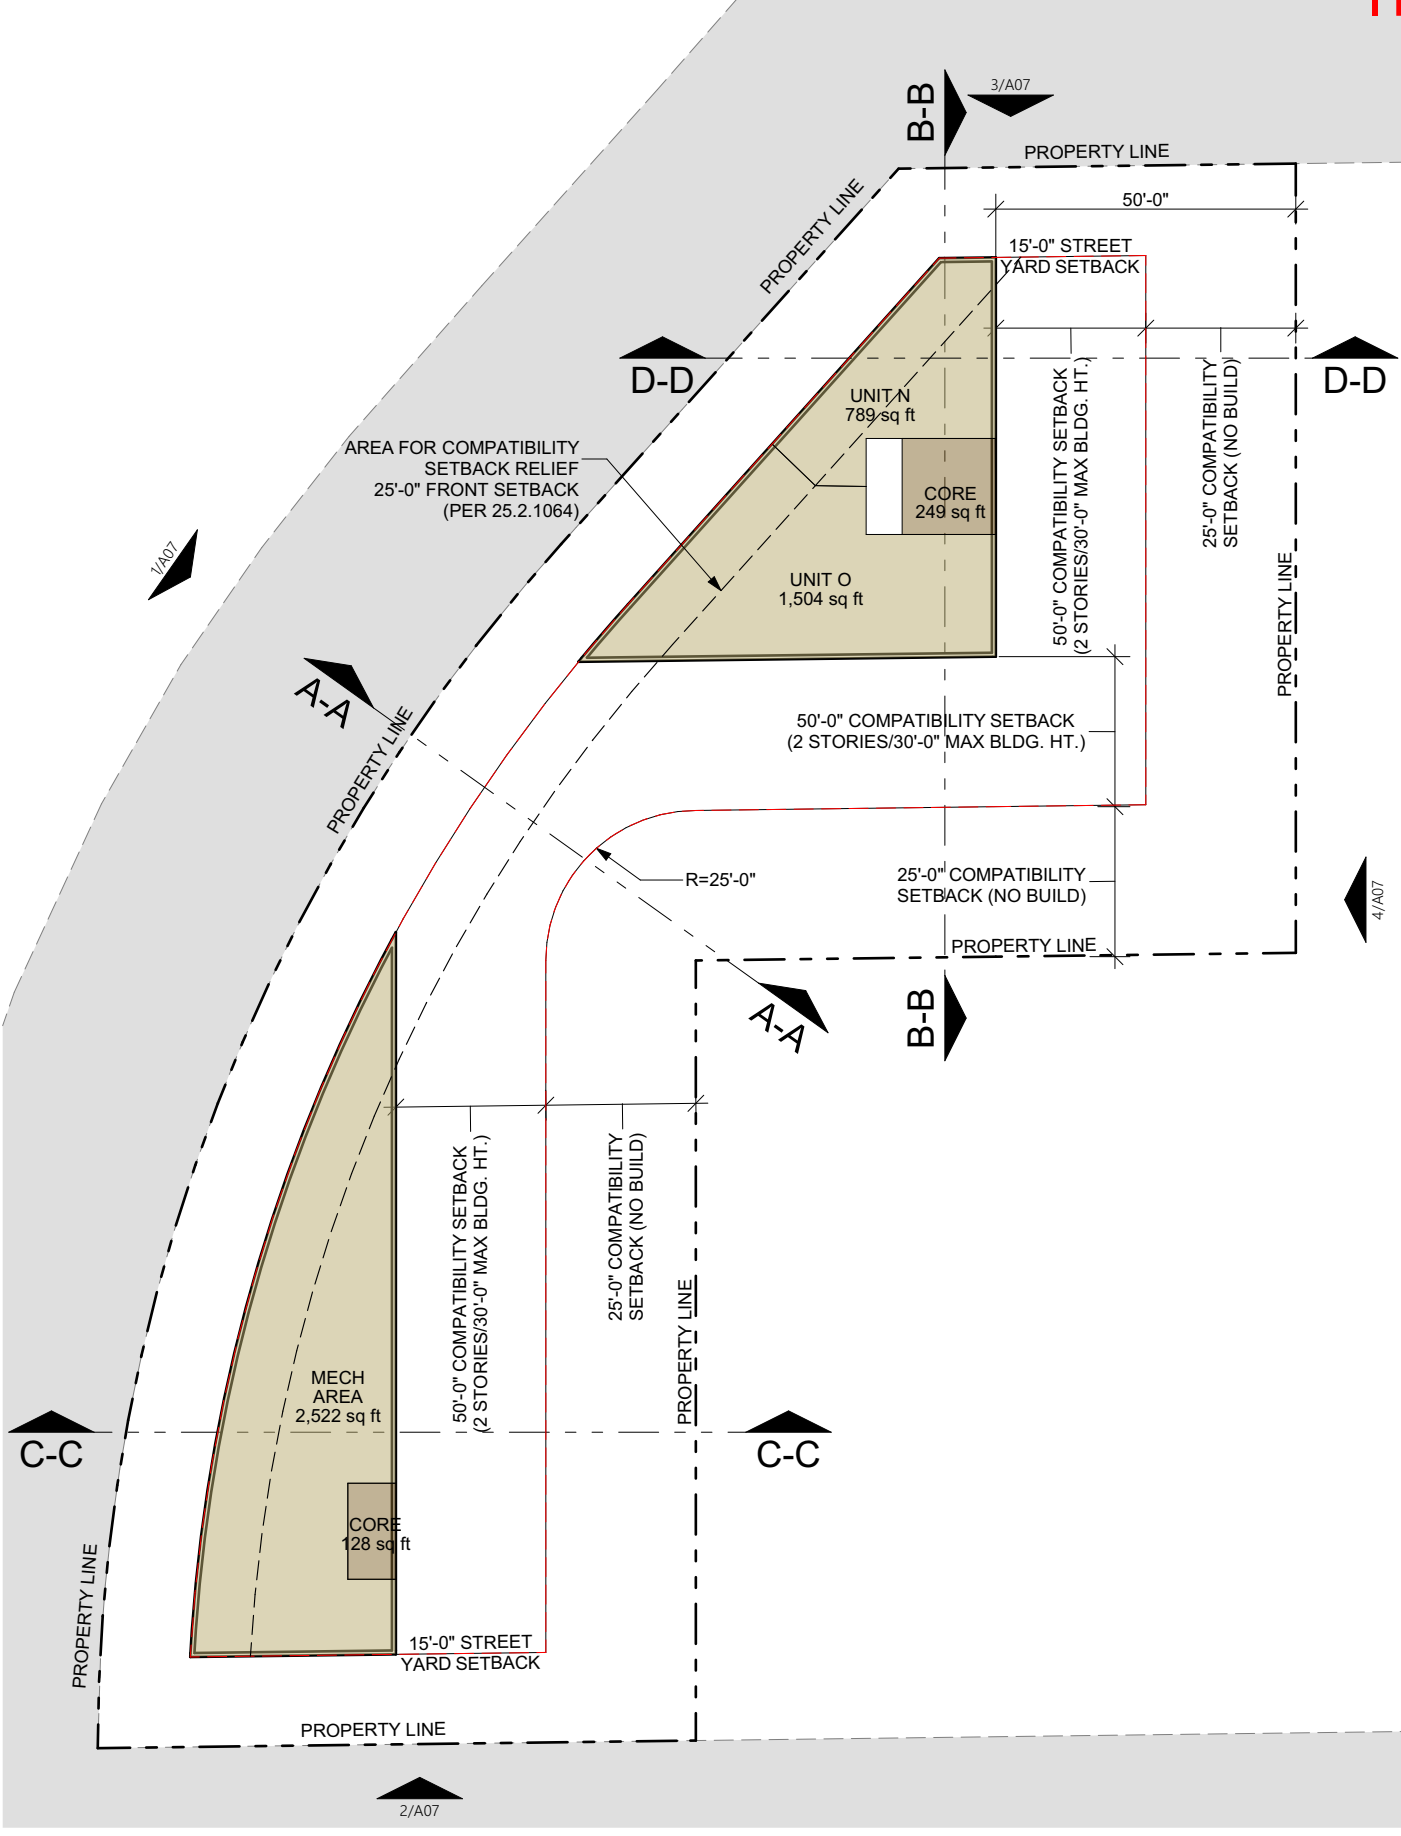 B-B
3/A07
PROPERTY LINE
PROPERTY LINE
50'-0"
15'-0" STREET
YARD SETBACK
D-D
D-D
UNIT N
789 sq ft
50'-0" COMPATIBILITY SETBACK
(2 STORIES/30'-0" MAX BLDG. HT.)
25'-0" COMPATIBILITY
SETBACK (NO BUILD)
AREA FOR COMPATIBILITY
SETBACK RELIEF
25'-0" FRONT SETBACK
(PER 25.2.1064)
CORE
249 sq ft
1/A07
UNIT O
1,504 sq ft
PROPERTY LINE
A-A
PROPERTY LINE
50'-0" COMPATIBILITY SETBACK
(2 STORIES/30'-0" MAX BLDG. HT.)
R=25'-0"
25'-0" COMPATIBILITY
SETBACK (NO BUILD)
4/A07
PROPERTY LINE
A-A
B-B
50'-0" COMPATIBILITY SETBACK
(2 STORIES/30'-0" MAX BLDG. HT.)
25'-0" COMPATIBILITY
SETBACK (NO BUILD)
PROPERTY LINE
MECH
AREA
2,522 sq ft
C-C
C-C
CORE
128 sq ft
PROPERTY LINE
15'-0" STREET
YARD SETBACK
PROPERTY LINE
2/A07